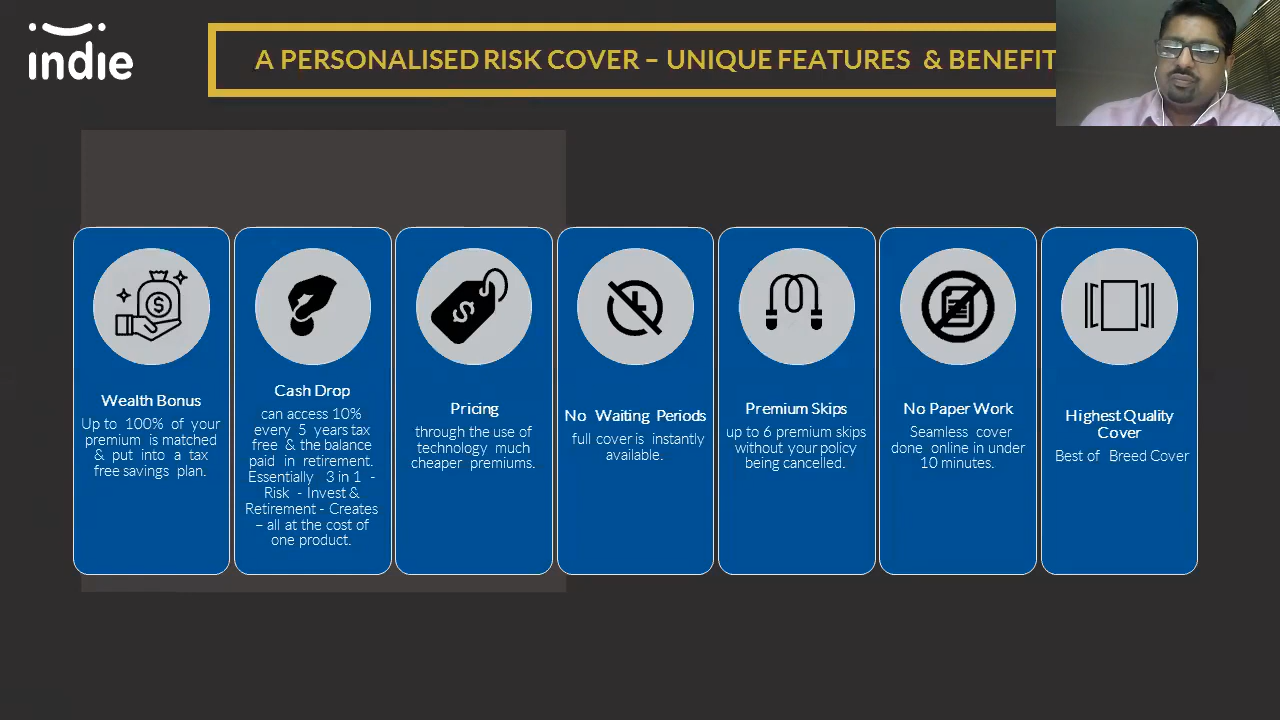 indie
A PERSONALISED RISK COVER – UNIQUE FEATURES & BENEFIT
Wealth Bonus
Up to 100% of your
premium is matched
& put into a tax
free savings plan.
Cash Drop
can access 10%
every 5 years tax
free & the balance
paid in retirement.
Essentially 3 in 1 -
Risk - Invest &
Retirement - Creates
– all at the cost of
one product.
Pricing
through the use of
technology much
cheaper premiums.
No Waiting Periods
full cover is instantly
available.
Premium Skips
up to 6 premium skips
without your policy
being cancelled.
No Paper Work
Seamless cover
done online in under
10 minutes.
Highest Quality
Cover
Best of Breed Cover